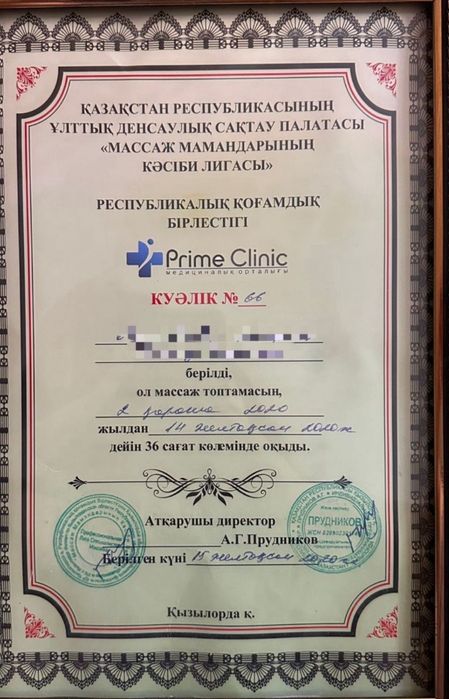 ҚАЗАҚСТАН РЕСПУБЛИКАСЫНЫҢ
ҰЛТТЫҚ ДЕНСАУЛЫҚ САҚТАУ ПАЛАТАСЫ
«МАССАЖ МАМАНДАРЫНЫҢ
КӘСІБИ ЛИГАСЫ»
РЕСПУБЛИКАЛЫҚ ҚОҒАМДЫҚ
БІРЛЕСТІГІ
Prime Clinic
МЕДИЦИНАЛЫҚ ОРТАЛЫҒЫ
КУӘЛІК № 66
берілді,
ол массаж топтамасын,
2 қараша 2020
жылдан 14 желтоқсан 2020ж
дейін 36 сағат көлемінде оқыды.
Атқарушы директор
А.Г.Прудников
Берілген күні 15 желтоқсан 2020
ПРУДНИКОВ
Қызылорда қ.